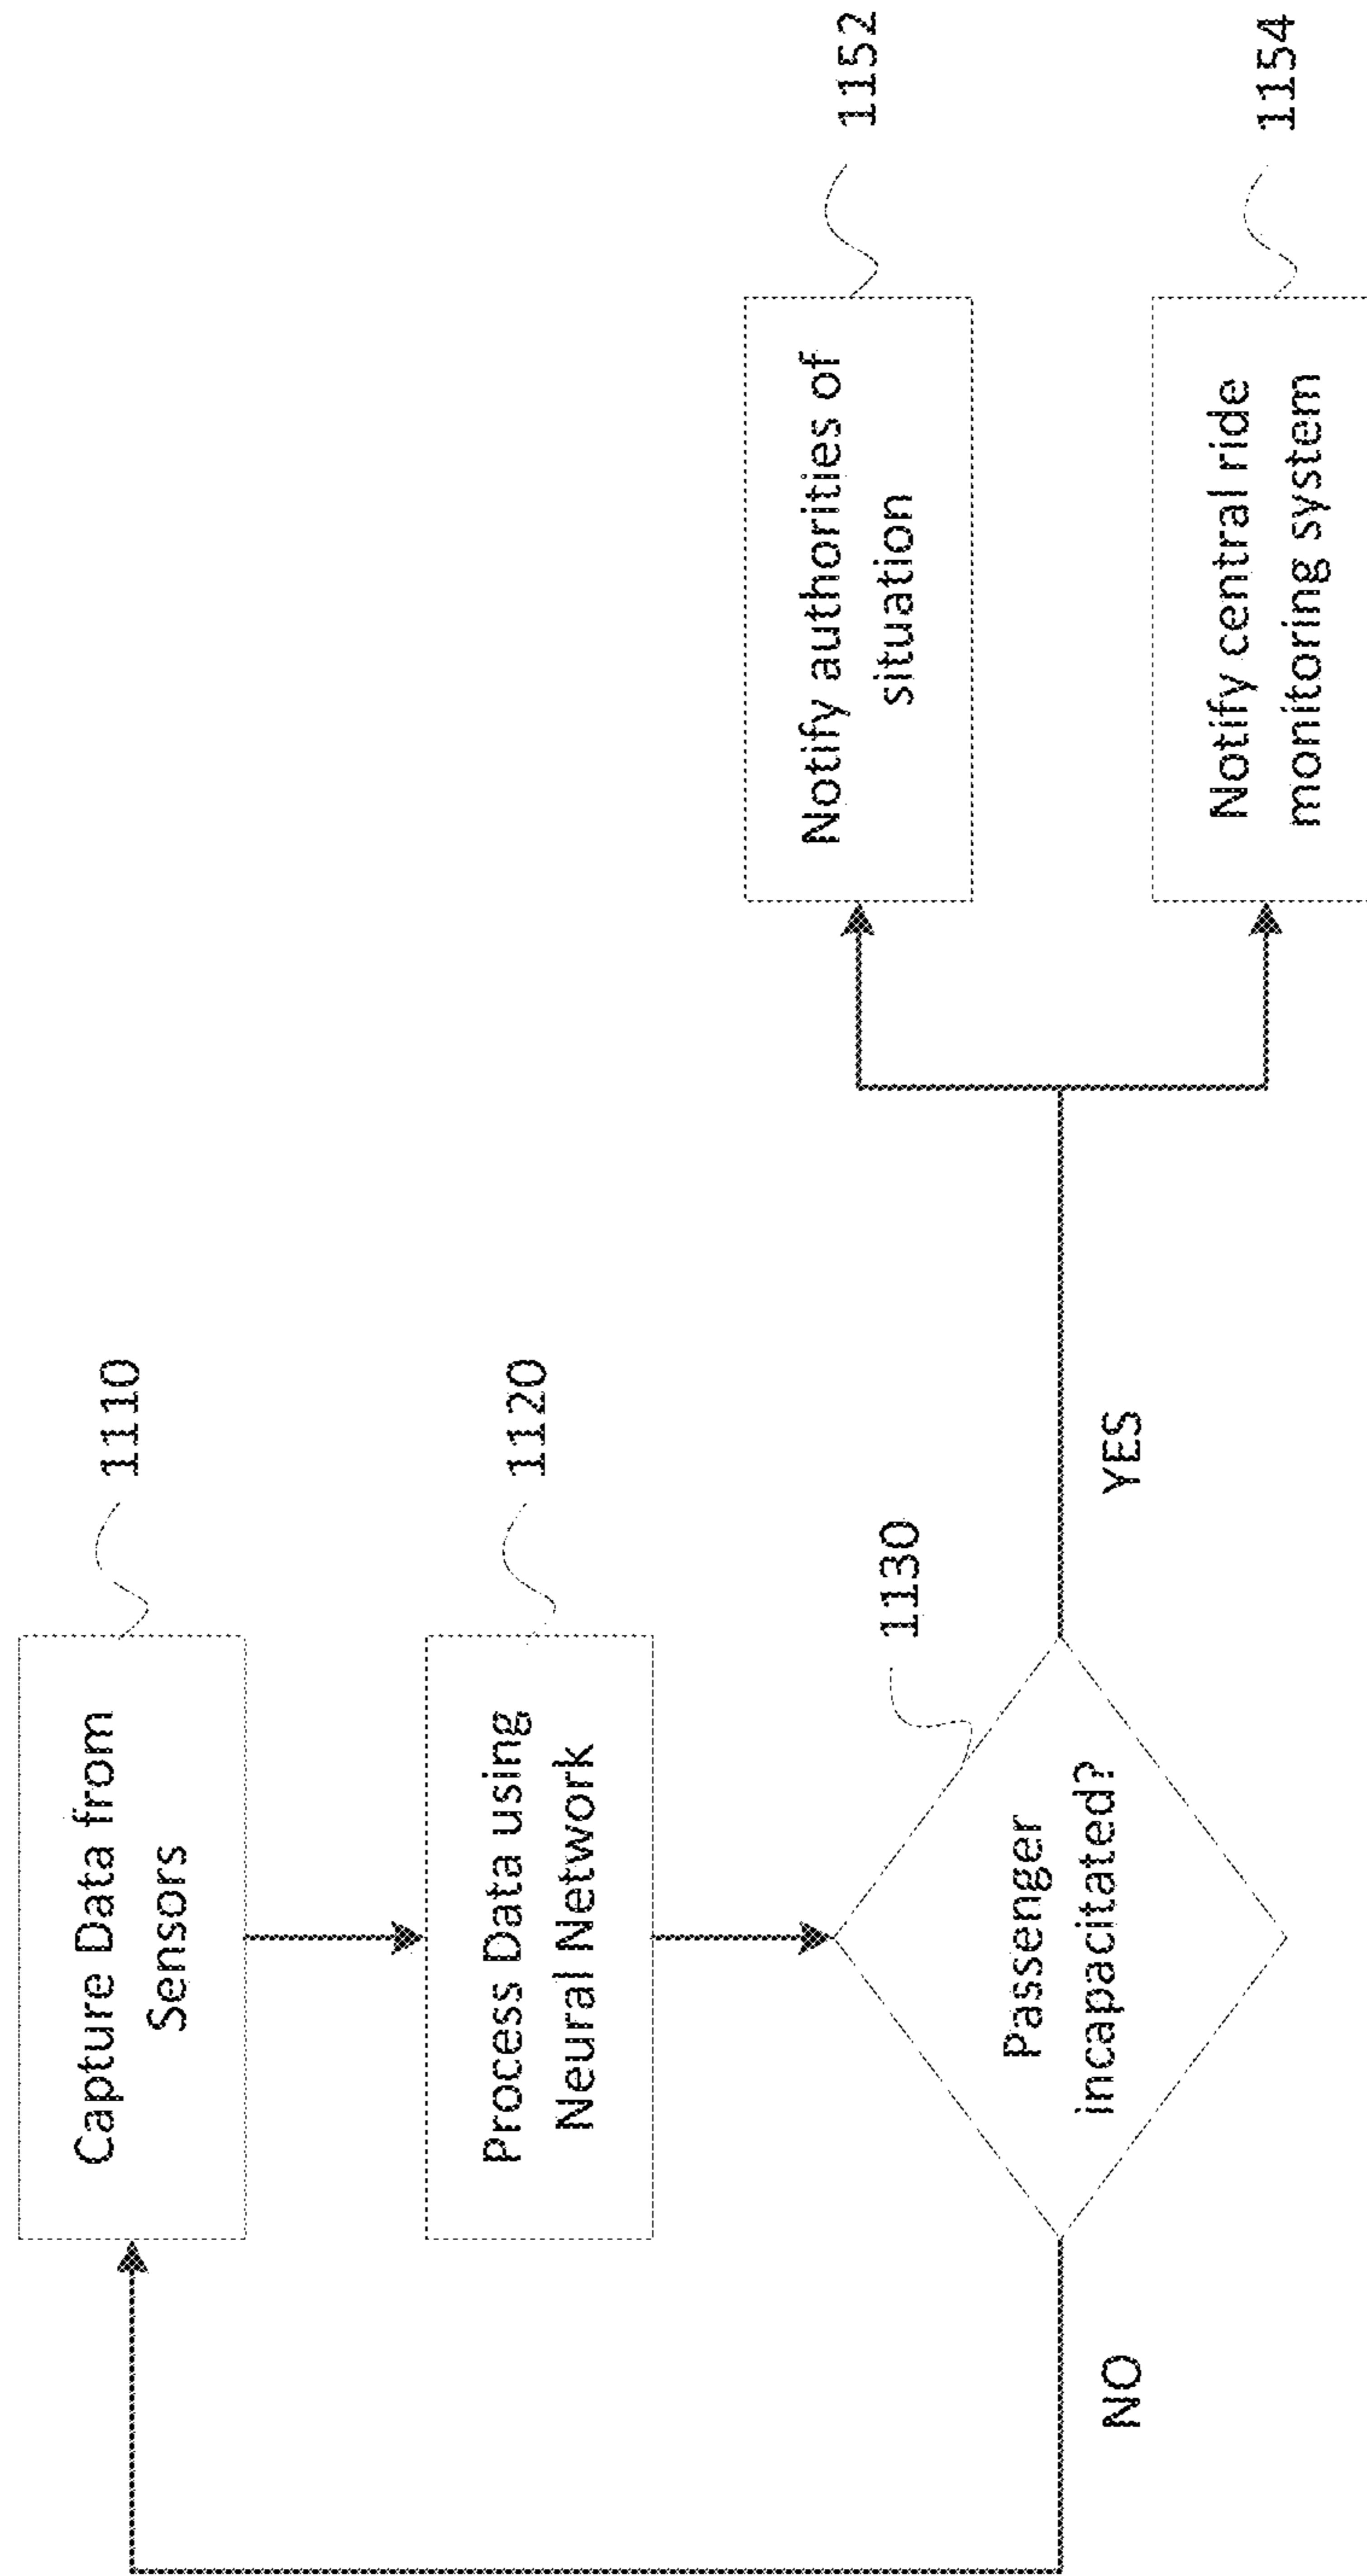 Capture Data from
Sensors
1110
Process Data using
Neural Network
1120
Passenger
incapacitated?
1130
NO
YES
Notify authorities of
situation
1152
Notify central ride
monitoring system
1154